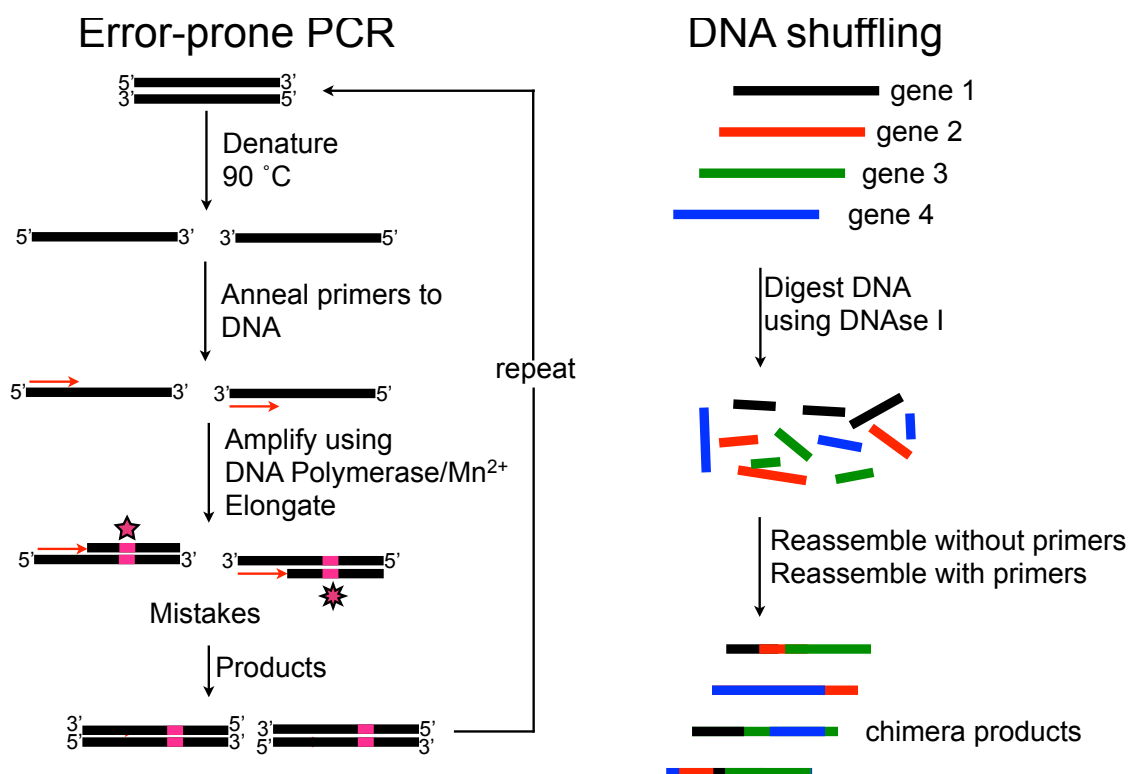 Error-prone PCR
5’ 3’
3’ 5’
Denature
90 ˚C
5’ 3’ 3’ 5’
Anneal primers to
DNA
5’ 3’ 3’ 5’
Amplify using
DNA Polymerase/Mn²⁺
Elongate
5’ 3’ 3’ 5’
Mistakes
Products
3’ 5’ 3’ 5’
5’ 3’ 5’ 3’
repeat
DNA shuffling
gene 1
gene 2
gene 3
gene 4
Digest DNA
using DNAse I
Reassemble without primers
Reassemble with primers
chimera products